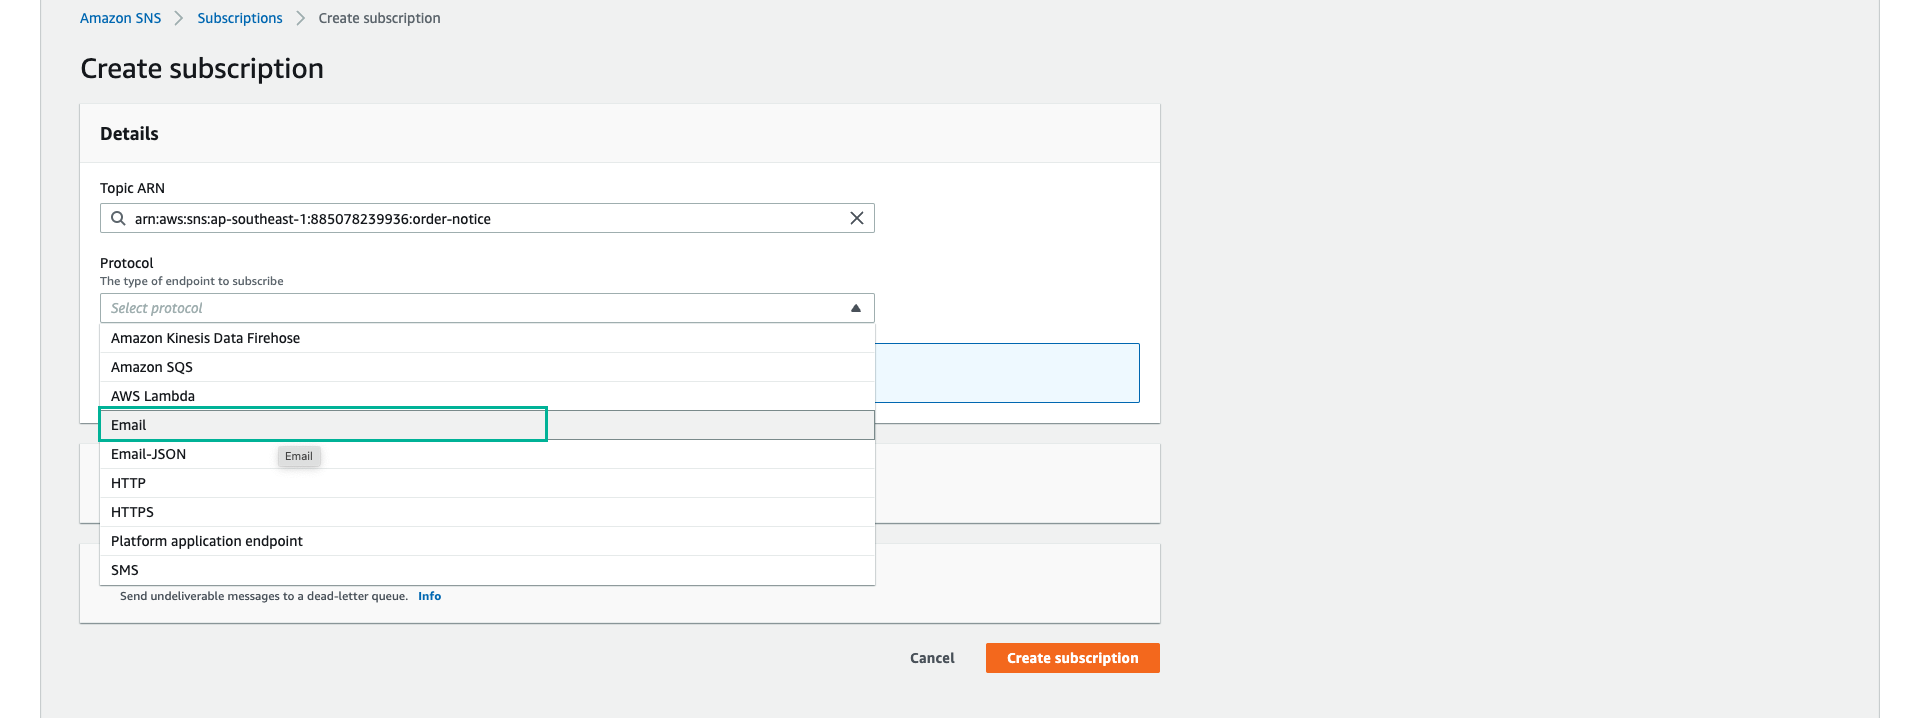 Amazon SNS > Subscriptions > Create subscription
Create subscription
Details
Topic ARN
arn:aws:sns:ap-southeast-1:885078239936:order-notice
Protocol
The type of endpoint to subscribe
Select protocol
Amazon Kinesis Data Firehose
Amazon SQS
AWS Lambda
Email
Email-JSON
Email
HTTP
HTTPS
Platform application endpoint
SMS
Send undeliverable messages to a dead-letter queue. Info
Cancel
Create subscription